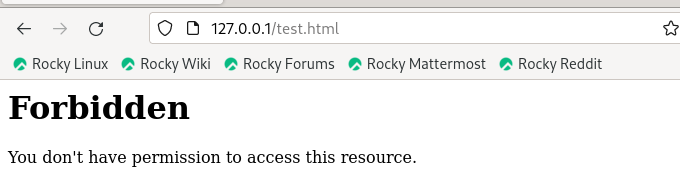 127.0.0.1/test.html
Rocky Linux Rocky Wiki Rocky Forums Rocky Mattermost Rocky Reddit
Forbidden
You don't have permission to access this resource.